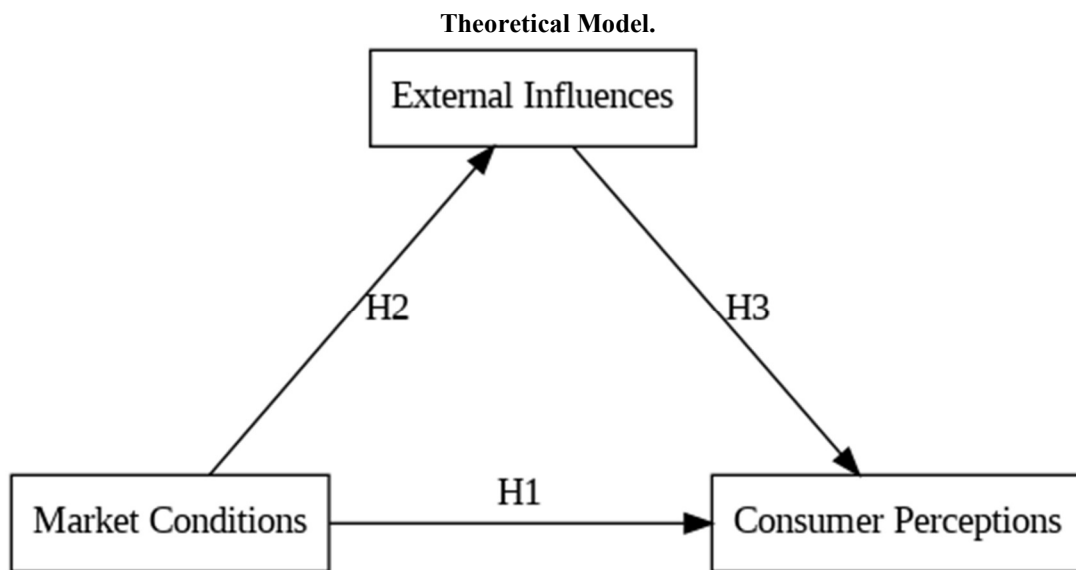 Theoretical Model.
External Influences
H2
H3
H1
Market Conditions
Consumer Perceptions